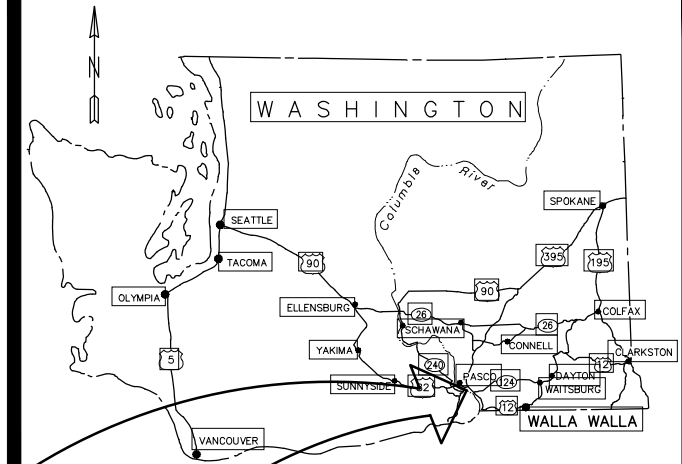 N
WASHINGTON
Columbia River
SPOKANE
SEATTLE
395
195
TACOMA
90
90
OLYMPIA
ELLENSBURG
26
COLFAX
SCHAWANA
26
CONNELL
YAKIMA
CLARKSTON
5
240
12
PASCO
DAYTON
SUNNYSIDE
82
124
WAITSBURG
12
WALLA WALLA
VANCOUVER